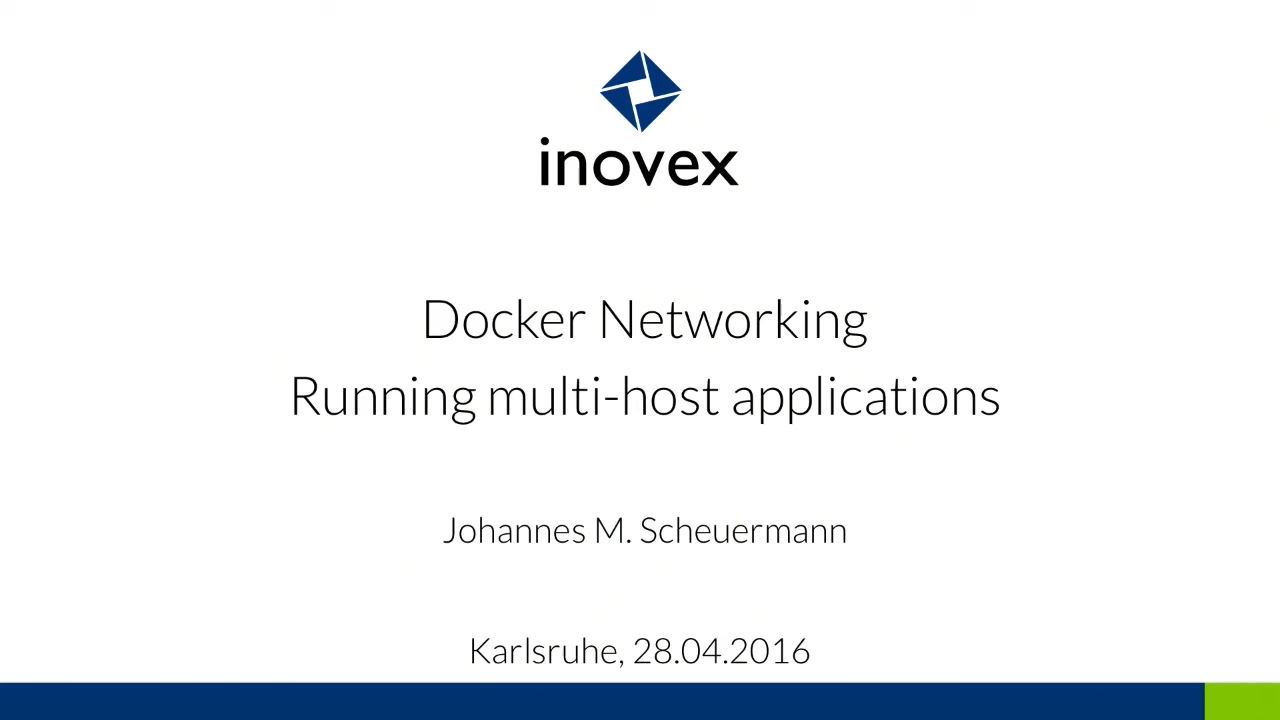 inovex
Docker Networking
Running multi-host applications
Johannes M. Scheuermann
Karlsruhe, 28.04.2016